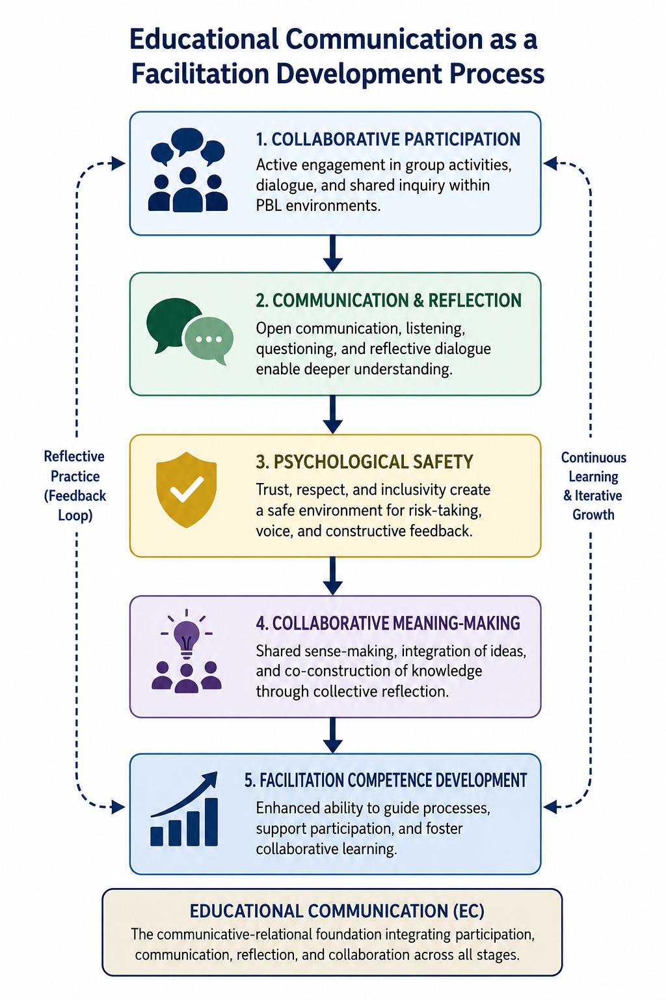 Educational Communication as a
Facilitation Development Process
1. COLLABORATIVE PARTICIPATION
Active engagement in group activities,
dialogue, and shared inquiry within
PBL environments.
2. COMMUNICATION & REFLECTION
Open communication, listening,
questioning, and reflective dialogue
enable deeper understanding.
Reflective
Practice
(Feedback
Loop)
3. PSYCHOLOGICAL SAFETY
Trust, respect, and inclusivity create
a safe environment for risk-taking,
voice, and constructive feedback.
Continuous
Learning
& Iterative
Growth
4. COLLABORATIVE MEANING-MAKING
Shared sense-making, integration of ideas,
and co-construction of knowledge
through collective reflection.
5. FACILITATION COMPETENCE DEVELOPMENT
Enhanced ability to guide processes,
support participation, and foster
collaborative learning.
EDUCATIONAL COMMUNICATION (EC)
The communicative-relational foundation integrating participation,
communication, reflection, and collaboration across all stages.